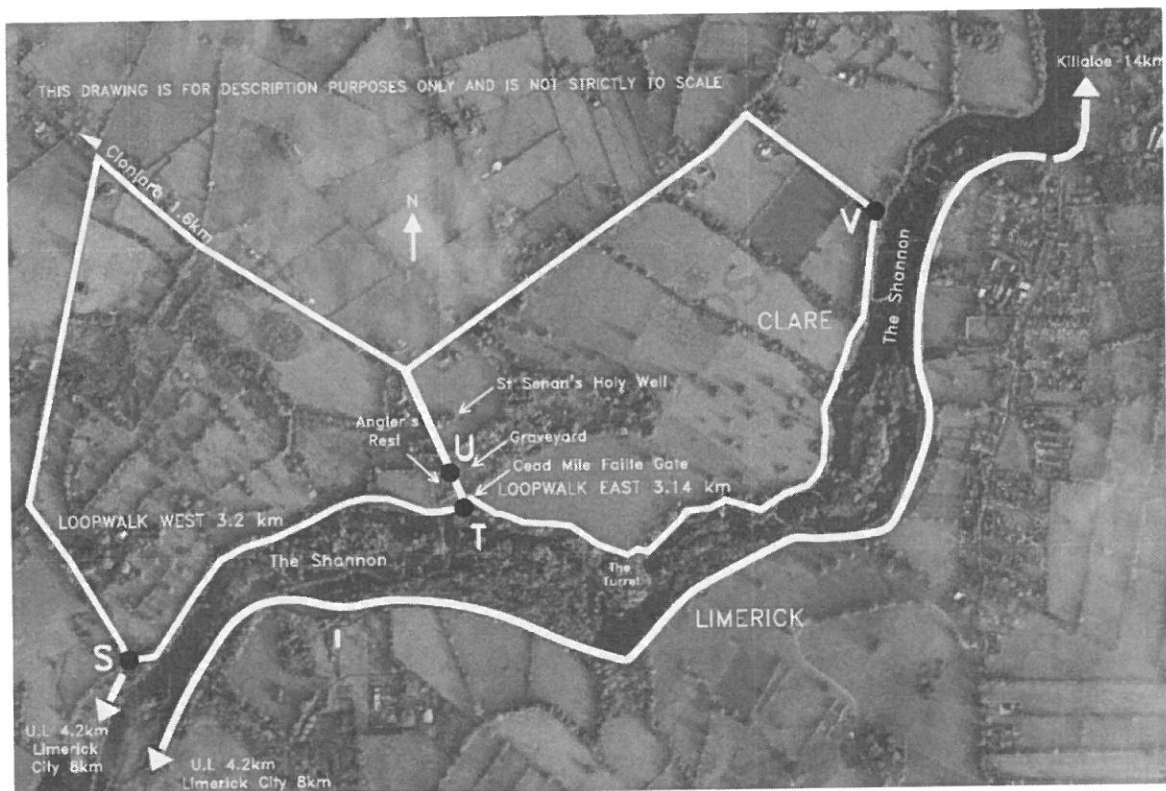 Killaloe 14km
THIS DRAWING IS FOR DESCRIPTION PURPOSES ONLY AND IS NOT STRICTLY TO SCALE
Clonlara 1.6km
N
V
The Shannon
CLARE
St Senan's Holy Well
Angler's
Rest
U
Graveyard
Cead Mile Failte Gate
LOOPWALK EAST 3.14 km
LOOPWALK WEST 3.2 km
T
The Shannon
The
Turret
LIMERICK
I
S
U.L 4.2km
Limerick
City 8km
U.L 4.2km
Limerick City 8km